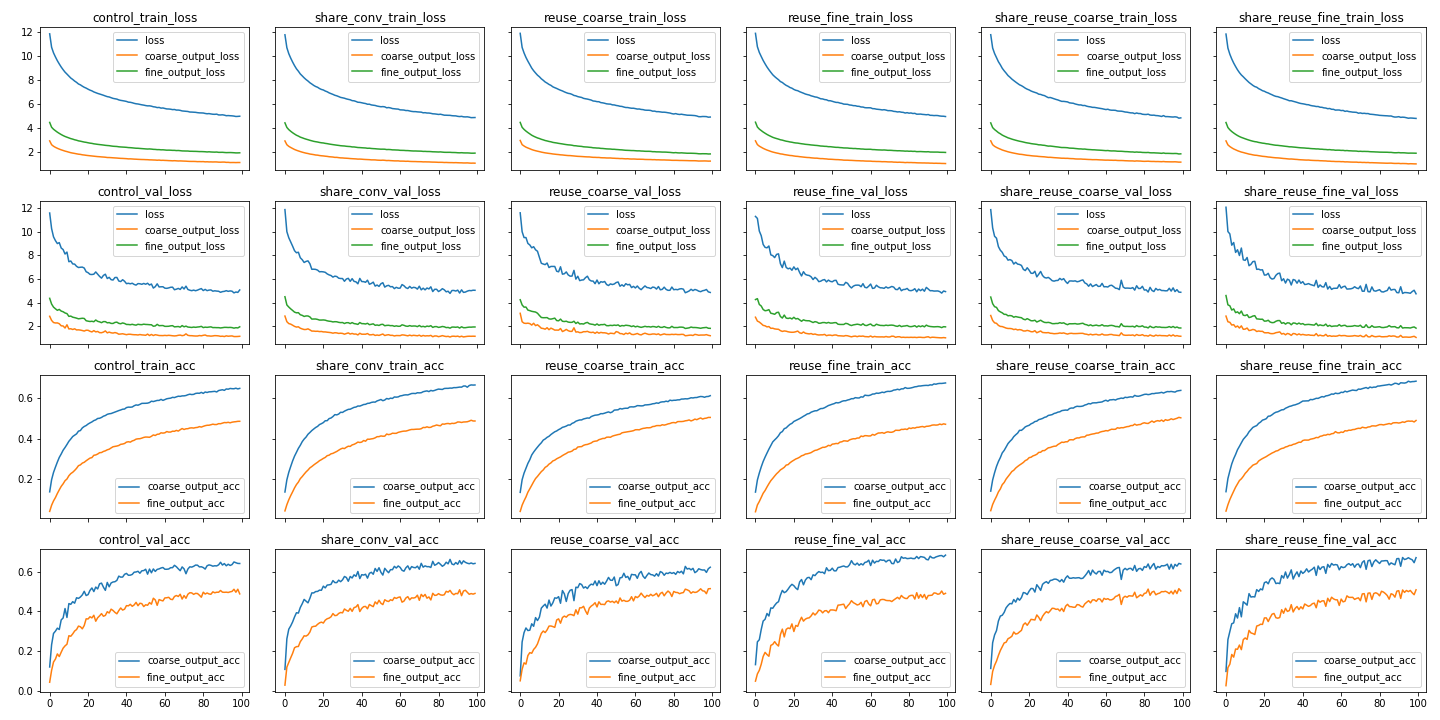 control_train_loss share_conv_train_loss reuse_coarse_train_loss reuse_fine_train_loss share_reuse_coarse_train_loss share_reuse_fine_train_loss
12 loss loss loss loss loss loss
10 coarse_output_loss coarse_output_loss coarse_output_loss coarse_output_loss coarse_output_loss coarse_output_loss
8 fine_output_loss fine_output_loss fine_output_loss fine_output_loss fine_output_loss fine_output_loss
6
4
2
control_val_loss share_conv_val_loss reuse_coarse_val_loss reuse_fine_val_loss share_reuse_coarse_val_loss share_reuse_fine_val_loss
12 loss loss loss loss loss loss
10 coarse_output_loss coarse_output_loss coarse_output_loss coarse_output_loss coarse_output_loss coarse_output_loss
8 fine_output_loss fine_output_loss fine_output_loss fine_output_loss fine_output_loss fine_output_loss
6
4
2
control_train_acc share_conv_train_acc reuse_coarse_train_acc reuse_fine_train_acc share_reuse_coarse_train_acc share_reuse_fine_train_acc
0.6
0.4
0.2 coarse_output_acc coarse_output_acc coarse_output_acc coarse_output_acc coarse_output_acc coarse_output_acc
fine_output_acc fine_output_acc fine_output_acc fine_output_acc fine_output_acc fine_output_acc
control_val_acc share_conv_val_acc reuse_coarse_val_acc reuse_fine_val_acc share_reuse_coarse_val_acc share_reuse_fine_val_acc
0.6
0.4
0.2 coarse_output_acc coarse_output_acc coarse_output_acc coarse_output_acc coarse_output_acc coarse_output_acc
fine_output_acc fine_output_acc fine_output_acc fine_output_acc fine_output_acc fine_output_acc
0.0
0 20 40 60 80 100 0 20 40 60 80 100 0 20 40 60 80 100 0 20 40 60 80 100 0 20 40 60 80 100 0 20 40 60 80 100